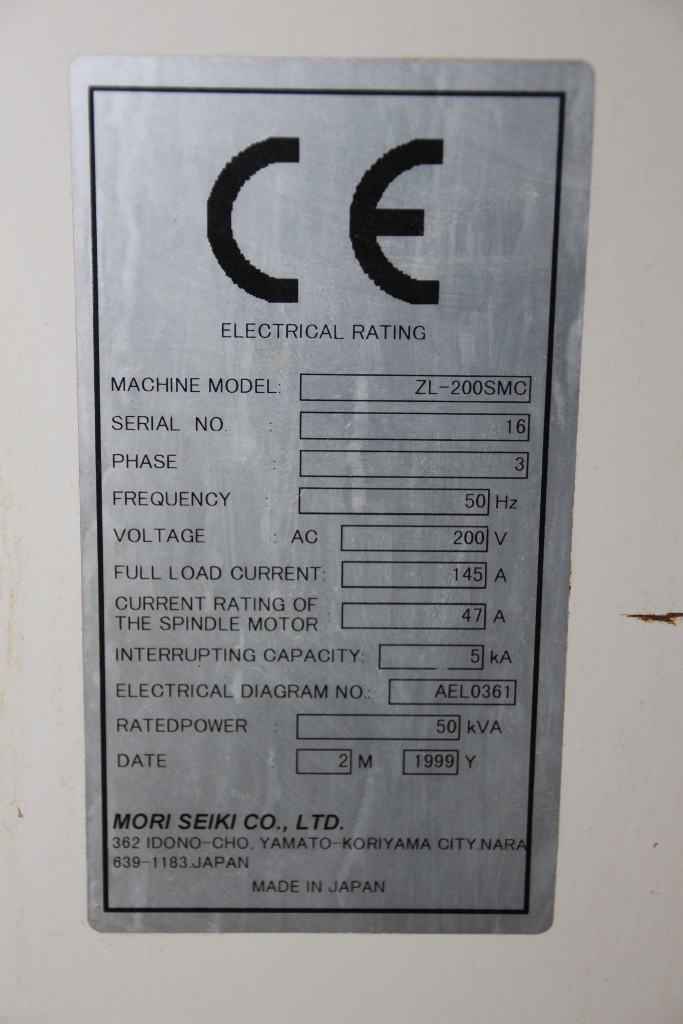 CE
ELECTRICAL RATING
MACHINE MODEL: ZL-200SMC
SERIAL NO. : 16
PHASE : 3
FREQUENCY : 50 Hz
VOLTAGE : AC 200 V
FULL LOAD CURRENT: 145 A
CURRENT RATING OF
THE SPINDLE MOTOR : 47 A
INTERRUPTING CAPACITY: 5 kA
ELECTRICAL DIAGRAM NO.: AEL0361
RATEDPOWER : 50 kVA
DATE : 2 M 1999 Y
MORI SEIKI CO., LTD.
362 IDONO-CHO, YAMATO-KORIYAMA CITY,NARA
639-1183,JAPAN
MADE IN JAPAN